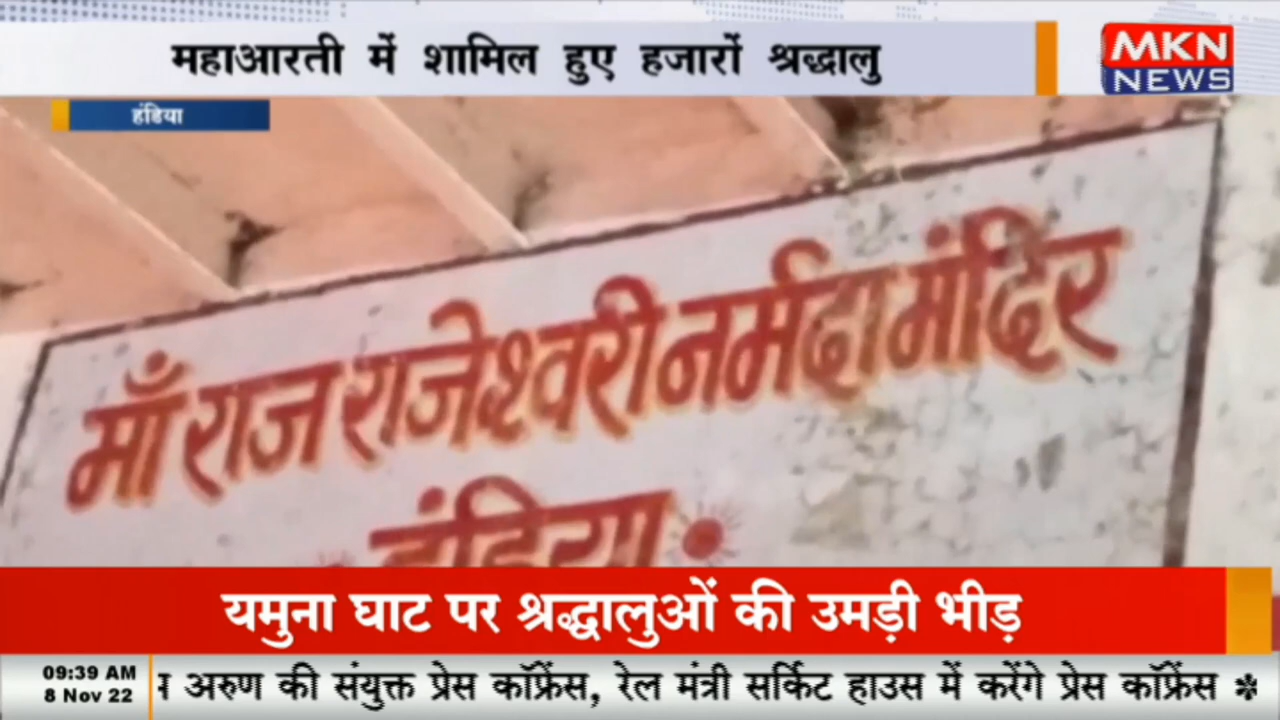 महाआरती में शामिल हुए हजारों श्रद्धालु
MKN
NEWS
हंडिया
माँ राज राजेश्वरी नर्मदा मंदिर
हंडिया
यमुना घाट पर श्रद्धालुओं की उमड़ी भीड़
09:39 AM
8 Nov 22
अरुण की संयुक्त प्रेस कॉफ्रेंस, रेल मंत्री सर्किट हाउस में करेंगे प्रेस कॉफ्रेंस ✽